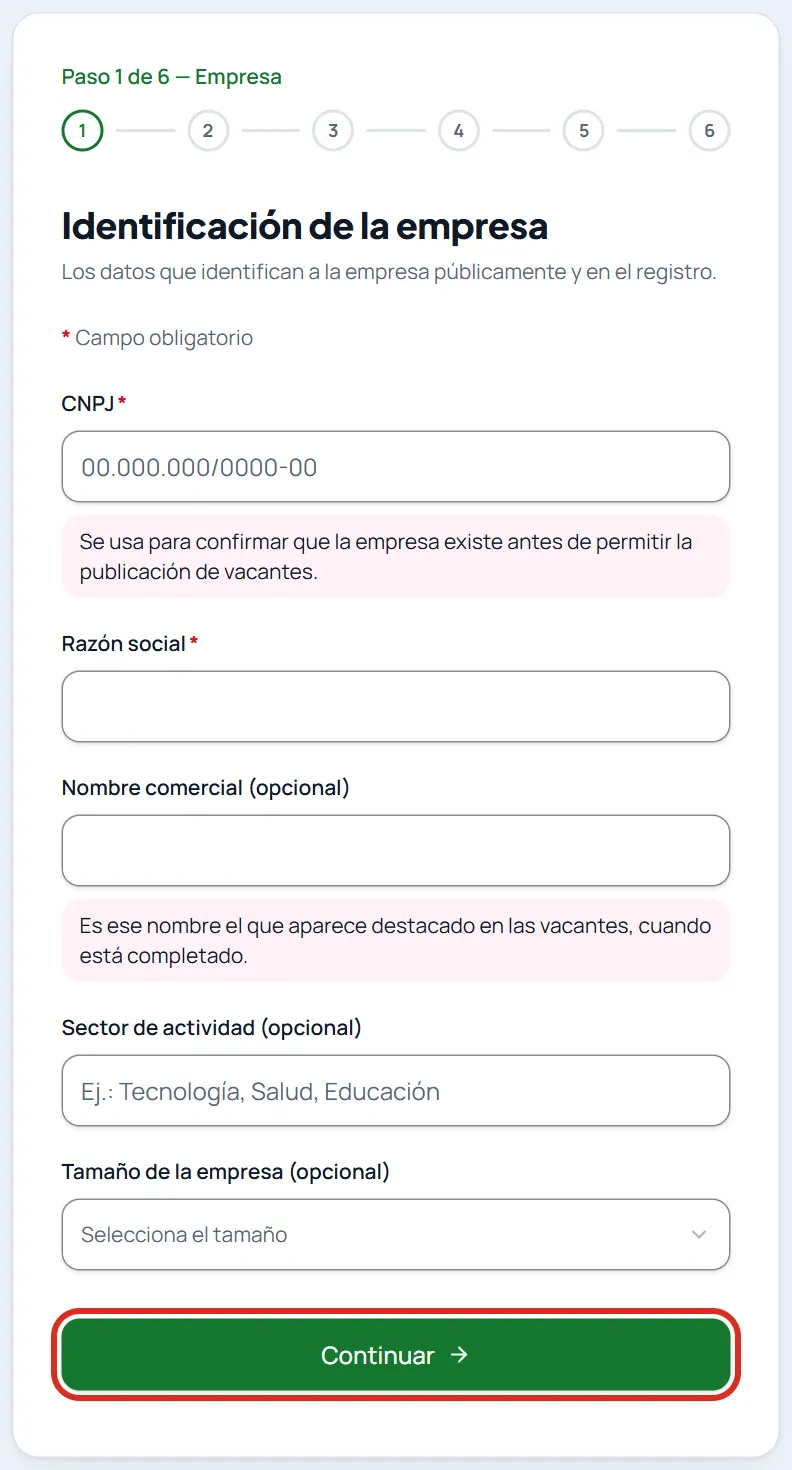 Paso 1 de 6 — Empresa
1 2 3 4 5 6
Identificación de la empresa
Los datos que identifican a la empresa públicamente y en el registro.
* Campo obligatorio
CNPJ *
00.000.000/0000-00
Se usa para confirmar que la empresa existe antes de permitir la
publicación de vacantes.
Razón social *
Nombre comercial (opcional)
Es ese nombre el que aparece destacado en las vacantes, cuando
está completado.
Sector de actividad (opcional)
Ej.: Tecnología, Salud, Educación
Tamaño de la empresa (opcional)
Selecciona el tamaño
Continuar →